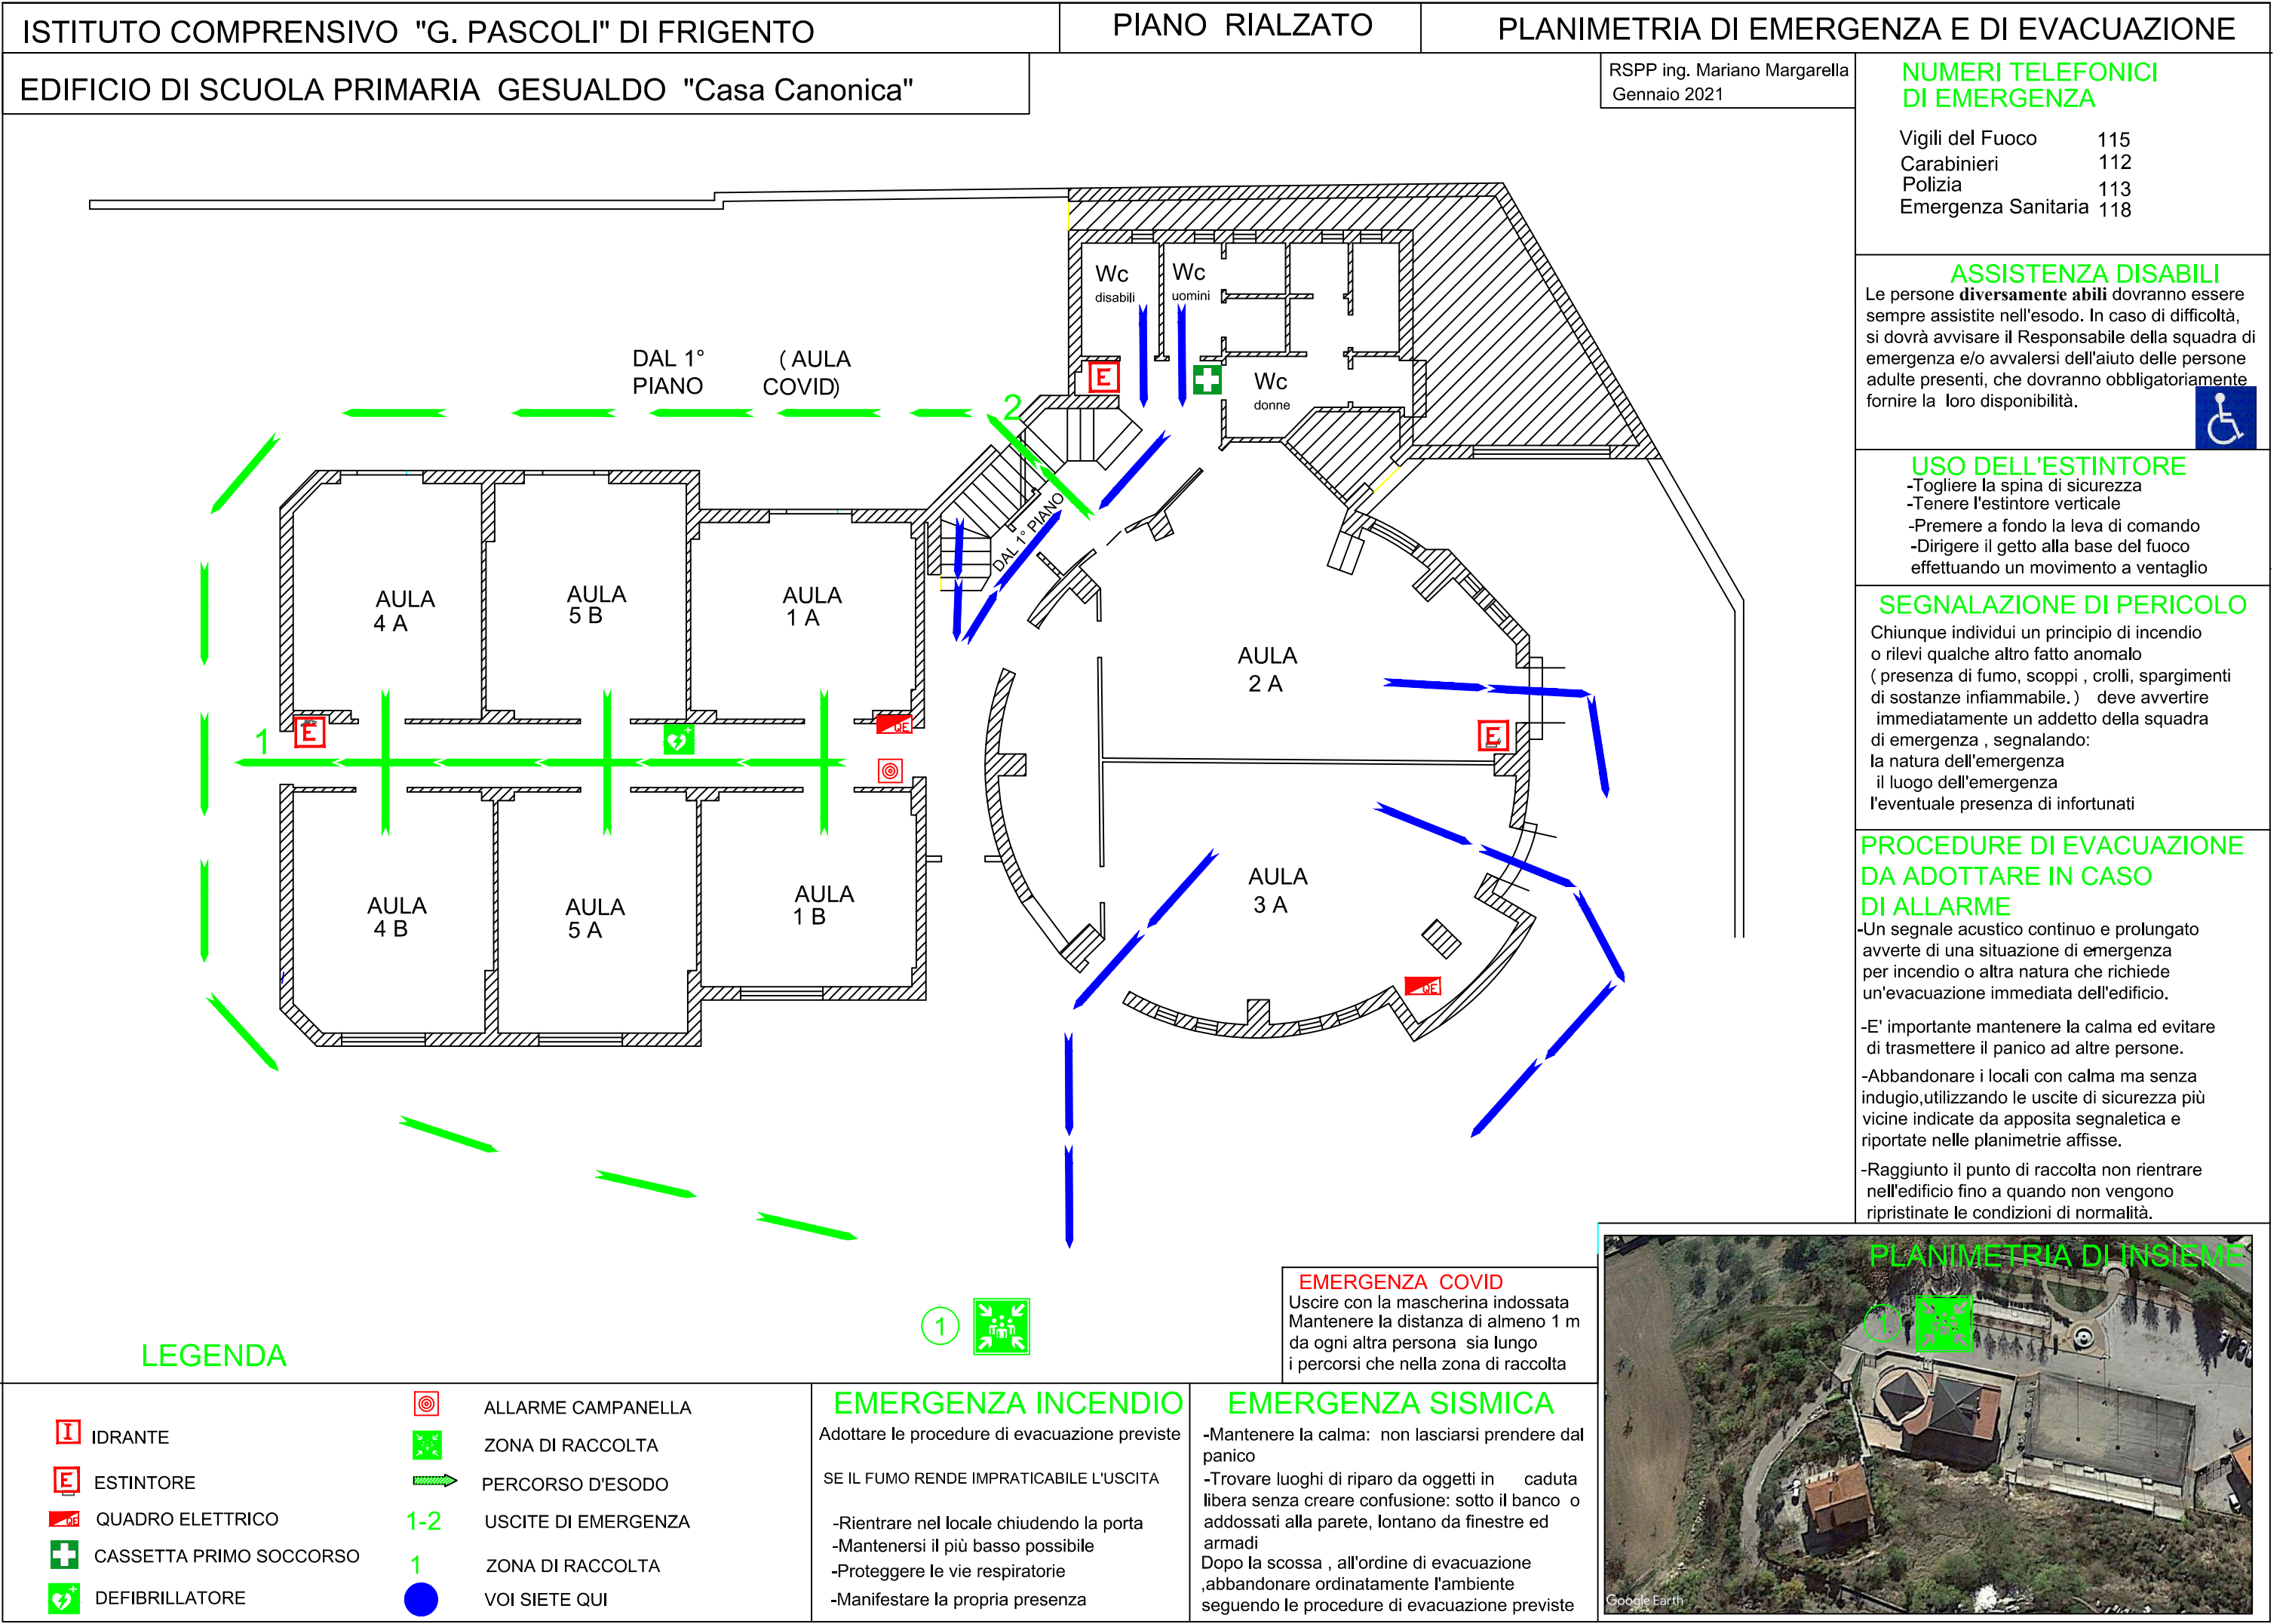 ISTITUTO COMPRENSIVO "G. PASCOLI" DI FRIGENTO
PIANO RIALZATO
PLANIMETRIA DI EMERGENZA E DI EVACUAZIONE
EDIFICIO DI SCUOLA PRIMARIA GESUALDO "Casa Canonica"
RSPP ing. Mariano Margarella
Gennaio 2021
NUMERI TELEFONICI
DI EMERGENZA
Vigili del Fuoco 115
Carabinieri 112
Polizia 113
Emergenza Sanitaria 118
ASSISTENZA DISABILI
Le persone diversamente abili dovranno essere
sempre assistite nell'esodo. In caso di difficoltà,
si dovrà avvisare il Responsabile della squadra di
emergenza e/o avvalersi dell'aiuto delle persone
adulte presenti, che dovranno obbligatoriamente
fornire la loro disponibilità.
USO DELL'ESTINTORE
-Togliere la spina di sicurezza
-Tenere l'estintore verticale
-Premere a fondo la leva di comando
-Dirigere il getto alla base del fuoco
effettuando un movimento a ventaglio
SEGNALAZIONE DI PERICOLO
Chiunque individui un principio di incendio
o rilevi qualche altro fatto anomalo
( presenza di fumo, scoppi , crolli, spargimenti
di sostanze infiammabile. ) deve avvertire
immediatamente un addetto della squadra
di emergenza , segnalando:
la natura dell'emergenza
il luogo dell'emergenza
l'eventuale presenza di infortunati
PROCEDURE DI EVACUAZIONE
DA ADOTTARE IN CASO
DI ALLARME
-Un segnale acustico continuo e prolungato
avverte di una situazione di emergenza
per incendio o altra natura che richiede
un'evacuazione immediata dell'edificio.
-E' importante mantenere la calma ed evitare
di trasmettere il panico ad altre persone.
-Abbandonare i locali con calma ma senza
indugio,utilizzando le uscite di sicurezza più
vicine indicate da apposita segnaletica e
riportate nelle planimetrie affisse.
-Raggiunto il punto di raccolta non rientrare
nell'edificio fino a quando non vengono
ripristinate le condizioni di normalità.
Wc
disabili
Wc
uomini
E
Wc
donne
DAL 1° ( AULA
PIANO COVID)
2
DAL 1° PIANO
AULA
4 A
AULA
5 B
AULA
1 A
AULA
2 A
1
E
QE
E
AULA
4 B
AULA
5 A
AULA
1 B
AULA
3 A
QE
1
EMERGENZA COVID
Uscire con la mascherina indossata
Mantenere la distanza di almeno 1 m
da ogni altra persona sia lungo
i percorsi che nella zona di raccolta
PLANIMETRIA DI INSIEME
1
Google Earth
LEGENDA
I IDRANTE
E ESTINTORE
QE QUADRO ELETTRICO
CASSETTA PRIMO SOCCORSO
DEFIBRILLATORE
ALLARME CAMPANELLA
ZONA DI RACCOLTA
PERCORSO D'ESODO
1-2 USCITE DI EMERGENZA
1 ZONA DI RACCOLTA
VOI SIETE QUI
EMERGENZA INCENDIO
Adottare le procedure di evacuazione previste
SE IL FUMO RENDE IMPRATICABILE L'USCITA
-Rientrare nel locale chiudendo la porta
-Mantenersi il più basso possibile
-Proteggere le vie respiratorie
-Manifestare la propria presenza
EMERGENZA SISMICA
-Mantenere la calma: non lasciarsi prendere dal
panico
-Trovare luoghi di riparo da oggetti in caduta
libera senza creare confusione: sotto il banco o
addossati alla parete, lontano da finestre ed
armadi
Dopo la scossa , all'ordine di evacuazione
,abbandonare ordinatamente l'ambiente
seguendo le procedure di evacuazione previste